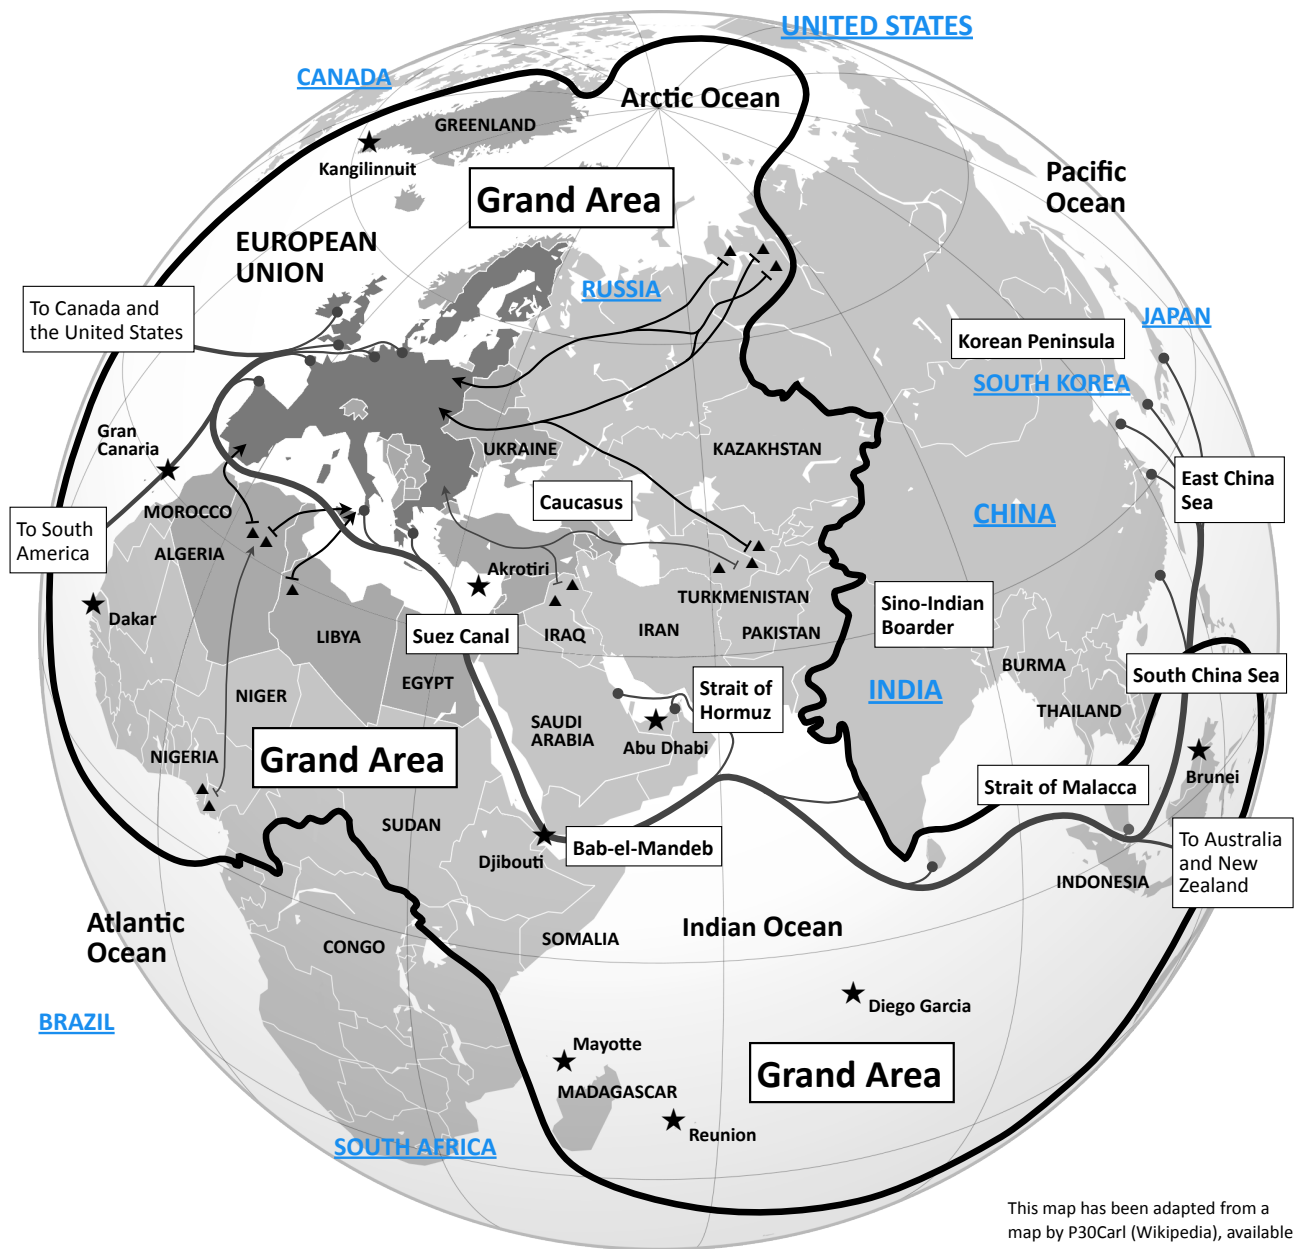 UNITED STATES
CANADA
Arctic Ocean
GREENLAND
Kangilinnuit
Pacific
Ocean
Grand Area
EUROPEAN
UNION
RUSSIA
To Canada and
the United States
JAPAN
Korean Peninsula
SOUTH KOREA
Gran
Canaria
UKRAINE
KAZAKHSTAN
East China
Sea
Caucasus
MOROCCO
CHINA
To South
America
ALGERIA
Akrotiri
TURKMENISTAN
Sino-Indian
Boarder
Dakar
LIBYA
Suez Canal
IRAQ
IRAN
PAKISTAN
BURMA
South China Sea
EGYPT
NIGER
Strait of
Hormuz
INDIA
THAILAND
SAUDI
ARABIA
Abu Dhabi
NIGERIA
Grand Area
Strait of Malacca
Brunei
SUDAN
Djibouti
Bab-el-Mandeb
To Australia
and New
Zealand
INDONESIA
Atlantic
Ocean
CONGO
SOMALIA
Indian Ocean
Diego Garcia
BRAZIL
Mayotte
MADAGASCAR
Grand Area
Reunion
SOUTH AFRICA
This map has been adapted from a
map by P30Carl (Wikipedia), available